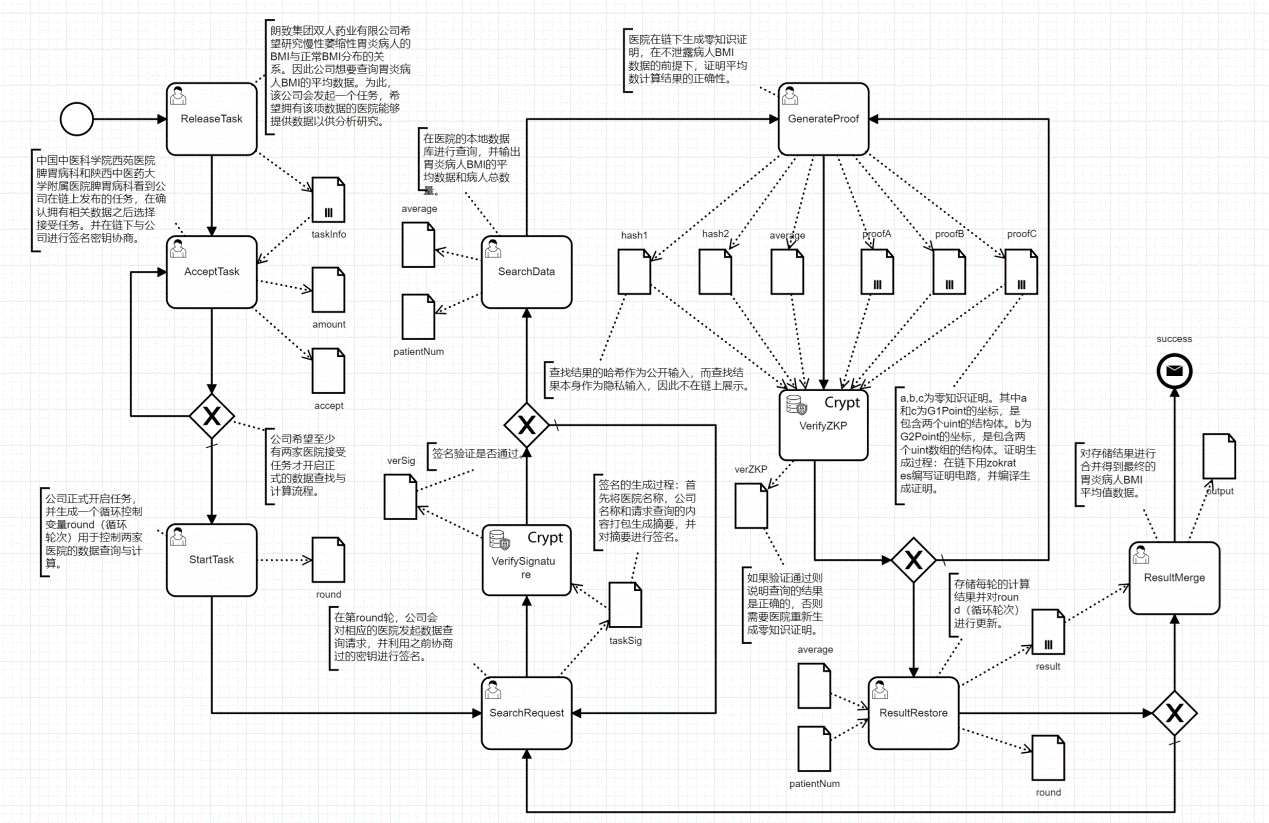 朗致集团双人药业有限公司希
望研究慢性萎缩性胃炎病人的
BMI与正常BMI分布的关
系。因此公司想要查询胃炎病
人BMI的平均数据。为此，
该公司会发起一个任务，希
望拥有该项数据的医院能够
提供数据以供分析研究。
ReleaseTask
中国中医科学院西苑医院
脾胃病科和陕西中医药大
学附属医院脾胃病科看到公
司在链上发布的任务，在确
认拥有相关数据之后选择
接受任务。并在链下与公
司进行签名密钥协商。
taskInfo
AcceptTask
amount
accept
公司希望至少
有两家医院接受
任务才开启正
式的数据查找与
计算流程。
公司正式开启任务，
并生成一个循环控制
变量round（循环
轮次）用于控制两家
医院的数据查询与计
算。
StartTask
round
在医院的本地数据
库进行查询，并输出
胃炎病人BMI的平
均数据和病人总数
量。
average
SearchData
patientNum
签名验证是否通过。
verSig
签名的生成过程：首
先将医院名称，公司
名称和请求查询的内
容打包生成摘要，并
对摘要进行签名。
Crypt
VerifySignatu
re
taskSig
在第round轮，公司会
对相应的医院发起数据查
询请求，并利用之前协商
过的密钥进行签名。
SearchRequest
医院在链下生成零知识证
明，在不泄露病人BMI
数据的前提下，证明平均
数计算结果的正确性。
GenerateProof
hash1
hash2
average
proofA
proofB
proofC
查找结果的哈希作为公开输入，而查找结
果本身作为隐私输入，因此不在链上展示。
Crypt
VerifyZKP
a,b,c为零知识证明。其中a
和c为G1Point的坐标，是
包含两个uint的结构体。b为
G2Point的坐标，是包含两
个uint数组的结构体。证明
生成过程：在链下用zokrat
es编写证明电路，并编译生
成证明。
verZKP
如果验证通过则
说明查询的结果
是正确的，否则
需要医院重新生
成零知识证明。
存储每轮的计算
结果并对roun
d（循环轮次）
进行更新。
average
patientNum
ResultRestore
result
round
success
对存储结果进行
合并得到最终的
胃炎病人BMI
平均值数据。
output
ResultMerge